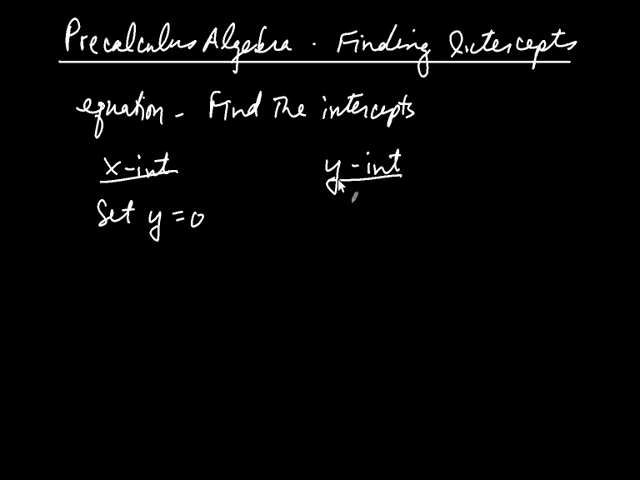 Precalculus Algebra - Finding Intercepts
equation - Find The intercepts
x-int y-int
Set y = 0